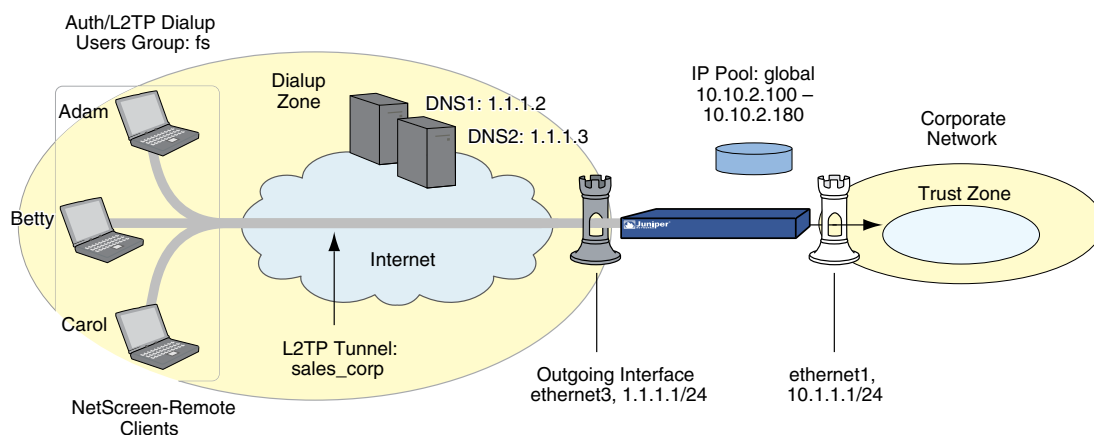 Auth/L2TP Dialup
Users Group: fs
Adam
Betty
Carol
NetScreen-Remote
Clients
Dialup
Zone
DNS1: 1.1.1.2
DNS2: 1.1.1.3
Internet
L2TP Tunnel:
sales_corp
IP Pool: global
10.10.2.100 –
10.10.2.180
Juniper
Outgoing Interface
ethernet3, 1.1.1.1/24
ethernet1,
10.1.1.1/24
Corporate
Network
Trust Zone